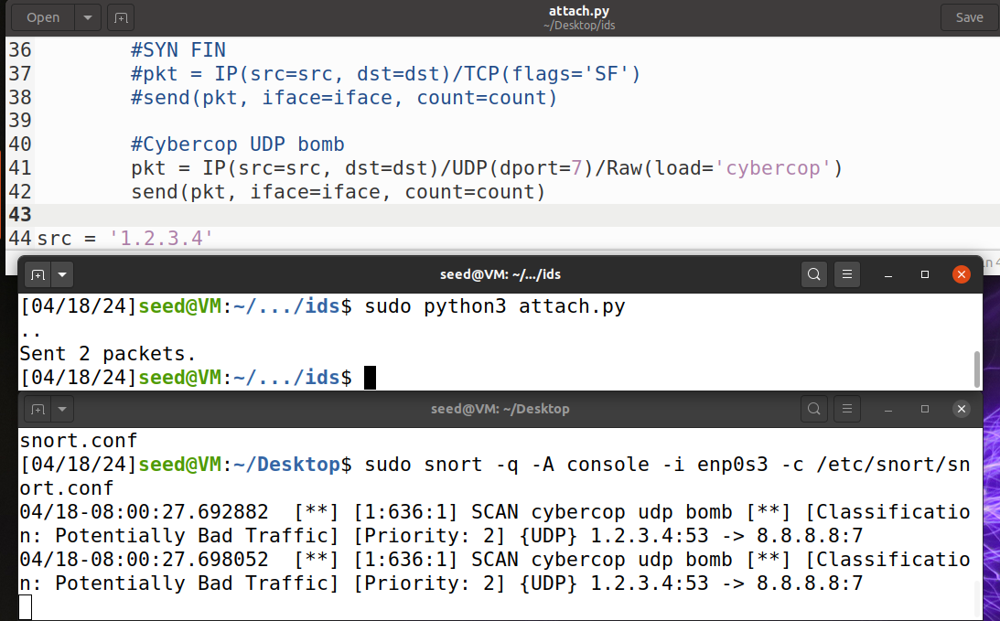 Open
attach.py
~/Desktop/ids
Save
36 #SYN FIN
37 #pkt = IP(src=src, dst=dst)/TCP(flags='SF')
38 #send(pkt, iface=iface, count=count)
39
40 #Cybercop UDP bomb
41 pkt = IP(src=src, dst=dst)/UDP(dport=7)/Raw(load='cybercop')
42 send(pkt, iface=iface, count=count)
43
44 src = '1.2.3.4'
seed@VM: ~/.../ids
[04/18/24]seed@VM:~/.../ids$ sudo python3 attach.py
..
Sent 2 packets.
[04/18/24]seed@VM:~/.../ids$
seed@VM: ~/Desktop
snort.conf
[04/18/24]seed@VM:~/Desktop$ sudo snort -q -A console -i enp0s3 -c /etc/snort/sn
ort.conf
04/18-08:00:27.692882  [**] [1:636:1] SCAN cybercop udp bomb [**] [Classificatio
n: Potentially Bad Traffic] [Priority: 2] {UDP} 1.2.3.4:53 -> 8.8.8.8:7
04/18-08:00:27.698052  [**] [1:636:1] SCAN cybercop udp bomb [**] [Classificatio
n: Potentially Bad Traffic] [Priority: 2] {UDP} 1.2.3.4:53 -> 8.8.8.8:7